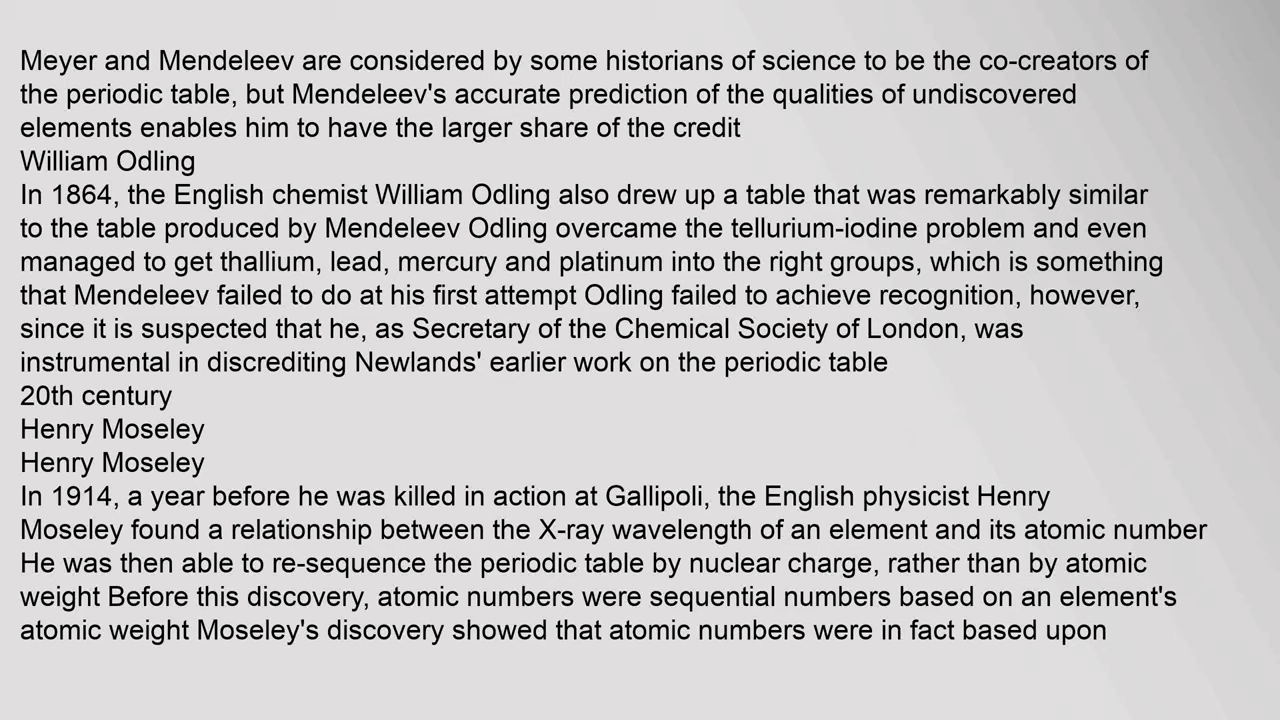 Meyer and Mendeleev are considered by some historians of science to be the co-creators of
the periodic table, but Mendeleev's accurate prediction of the qualities of undiscovered
elements enables him to have the larger share of the credit
William Odling
In 1864, the English chemist William Odling also drew up a table that was remarkably similar
to the table produced by Mendeleev Odling overcame the tellurium-iodine problem and even
managed to get thallium, lead, mercury and platinum into the right groups, which is something
that Mendeleev failed to do at his first attempt Odling failed to achieve recognition, however,
since it is suspected that he, as Secretary of the Chemical Society of London, was
instrumental in discrediting Newlands' earlier work on the periodic table
20th century
Henry Moseley
Henry Moseley
In 1914, a year before he was killed in action at Gallipoli, the English physicist Henry
Moseley found a relationship between the X-ray wavelength of an element and its atomic number
He was then able to re-sequence the periodic table by nuclear charge, rather than by atomic
weight Before this discovery, atomic numbers were sequential numbers based on an element's
atomic weight Moseley's discovery showed that atomic numbers were in fact based upon